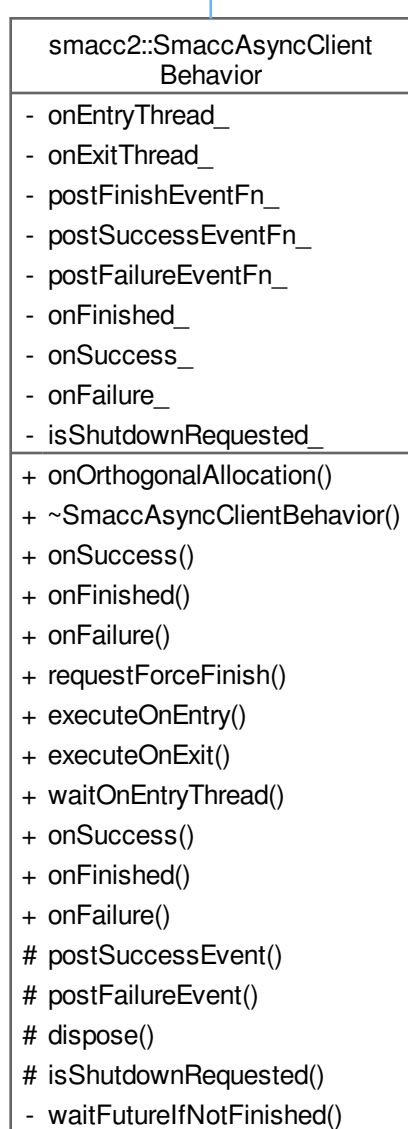 smacc2::SmaccAsyncClient
Behavior
- onEntryThread_
- onExitThread_
- postFinishEventFn_
- postSuccessEventFn_
- postFailureEventFn_
- onFinished_
- onSuccess_
- onFailure_
- isShutdownRequested_
+ onOrthogonalAllocation()
+ ~SmaccAsyncClientBehavior()
+ onSuccess()
+ onFinished()
+ onFailure()
+ requestForceFinish()
+ executeOnEntry()
+ executeOnExit()
+ waitOnEntryThread()
+ onSuccess()
+ onFinished()
+ onFailure()
# postSuccessEvent()
# postFailureEvent()
# dispose()
# isShutdownRequested()
- waitFutureIfNotFinished()